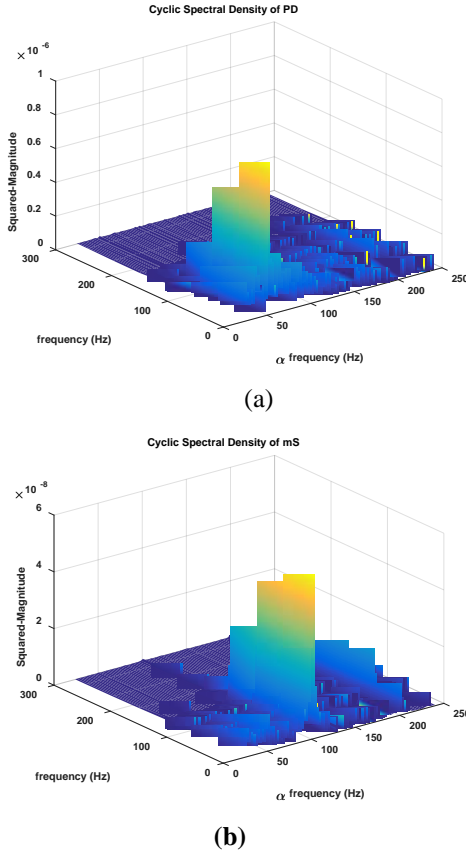 Cyclic Spectral Density of PD
× 10 -6
1
0.8
0.6
0.4
0.2
0
Squared-Magnitude
300
200
100
0
frequency (Hz)
0
50
100
150
200
250
α frequency (Hz)
(a)
Cyclic Spectral Density of mS
× 10 -8
6
4
2
0
Squared-Magnitude
300
200
100
0
frequency (Hz)
0
50
100
150
200
250
α frequency (Hz)
(b)